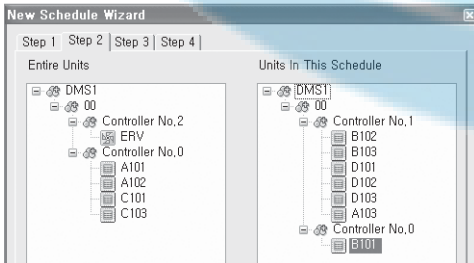 New Schedule Wizard
Step 1 Step 2 Step 3 Step 4
Entire Units
DMS1
00
Controller No,2
ERV
Controller No,0
A101
A102
C101
C103
Units In This Schedule
DMS1
00
Controller No,1
B102
B103
D101
D102
D103
A103
Controller No,0
B101